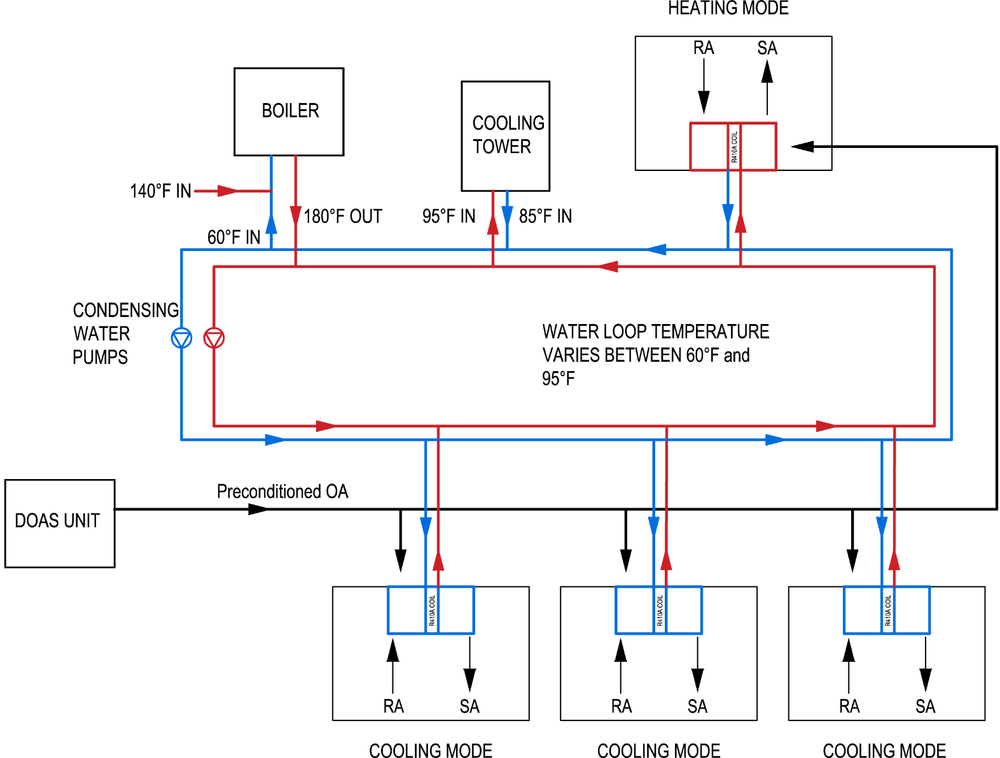 HEATING MODE
RA
SA
BOILER
COOLING
TOWER
R410A COIL
140°F IN
180°F OUT
95°F IN
85°F IN
60°F IN
CONDENSING
WATER
PUMPS
WATER LOOP TEMPERATURE
VARIES BETWEEN 60°F and
95°F
Preconditioned OA
DOAS UNIT
R410A COIL
R410A COIL
R410A COIL
RA
SA
RA
SA
RA
SA
COOLING MODE
COOLING MODE
COOLING MODE